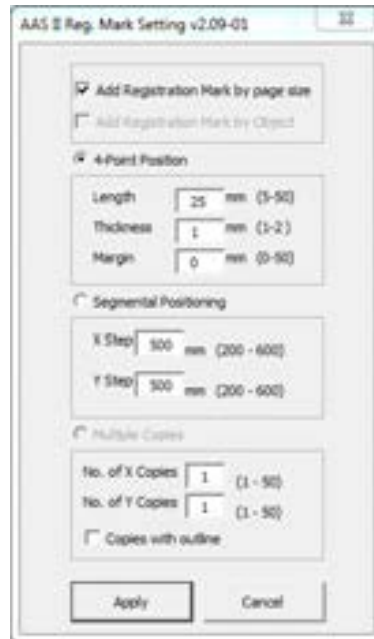 AAS II Reg. Mark Setting v2.09-01
Add Registration Mark by page size
Add Registration Mark by Object
4-Point Position
Length 25 mm (5-50)
Thickness 1 mm (1-2)
Margin 0 mm (0-50)
Segmental Positioning
X Step 500 mm (200 - 600)
Y Step 500 mm (200 - 600)
Multiple Copies
No. of X Copies 1 (1 - 50)
No. of Y Copies 1 (1 - 50)
Copies with outline
Apply Cancel